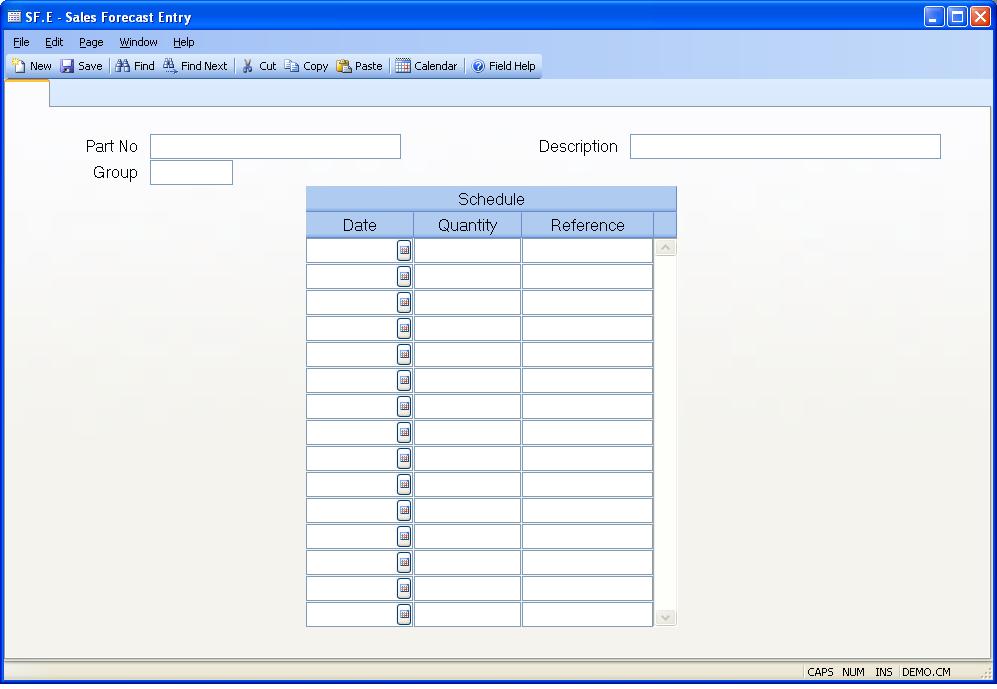 SF.E - Sales Forecast Entry
File Edit Page Window Help
New Save Find Find Next Cut Copy Paste Calendar Field Help
Part No Description
Group
Schedule
Date Quantity Reference
CAPS NUM INS DEMO.CM